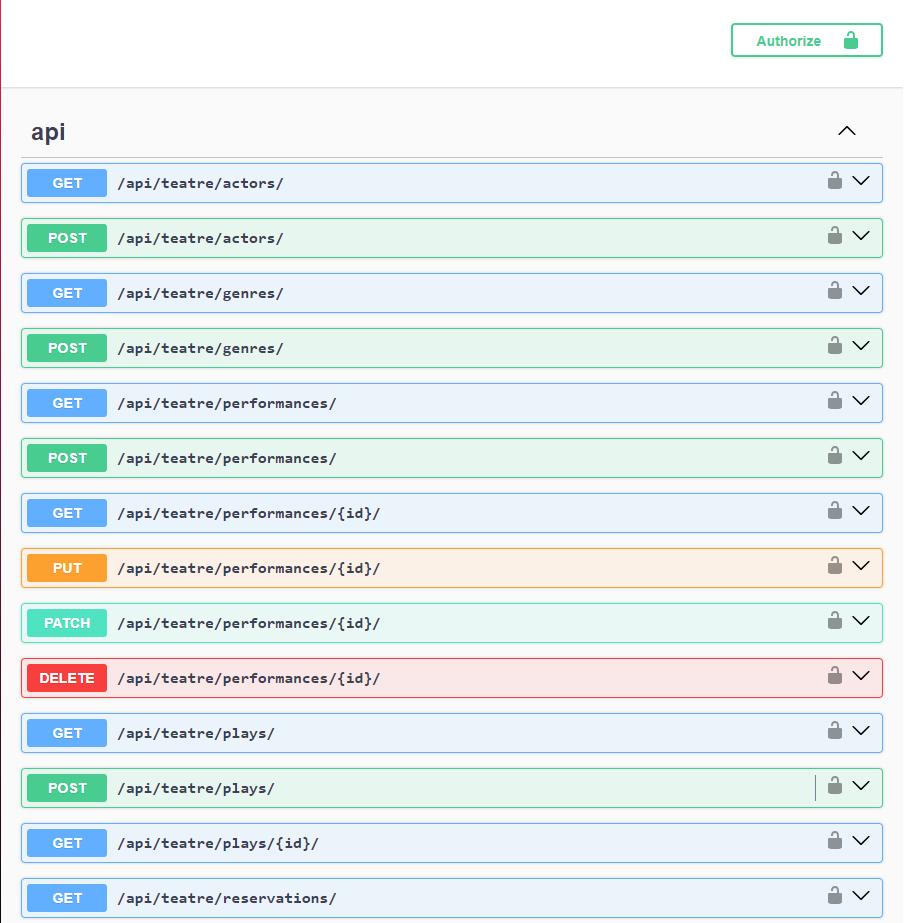 Authorize
api
GET /api/teatre/actors/
POST /api/teatre/actors/
GET /api/teatre/genres/
POST /api/teatre/genres/
GET /api/teatre/performances/
POST /api/teatre/performances/
GET /api/teatre/performances/{id}/
PUT /api/teatre/performances/{id}/
PATCH /api/teatre/performances/{id}/
DELETE /api/teatre/performances/{id}/
GET /api/teatre/plays/
POST /api/teatre/plays/
GET /api/teatre/plays/{id}/
GET /api/teatre/reservations/